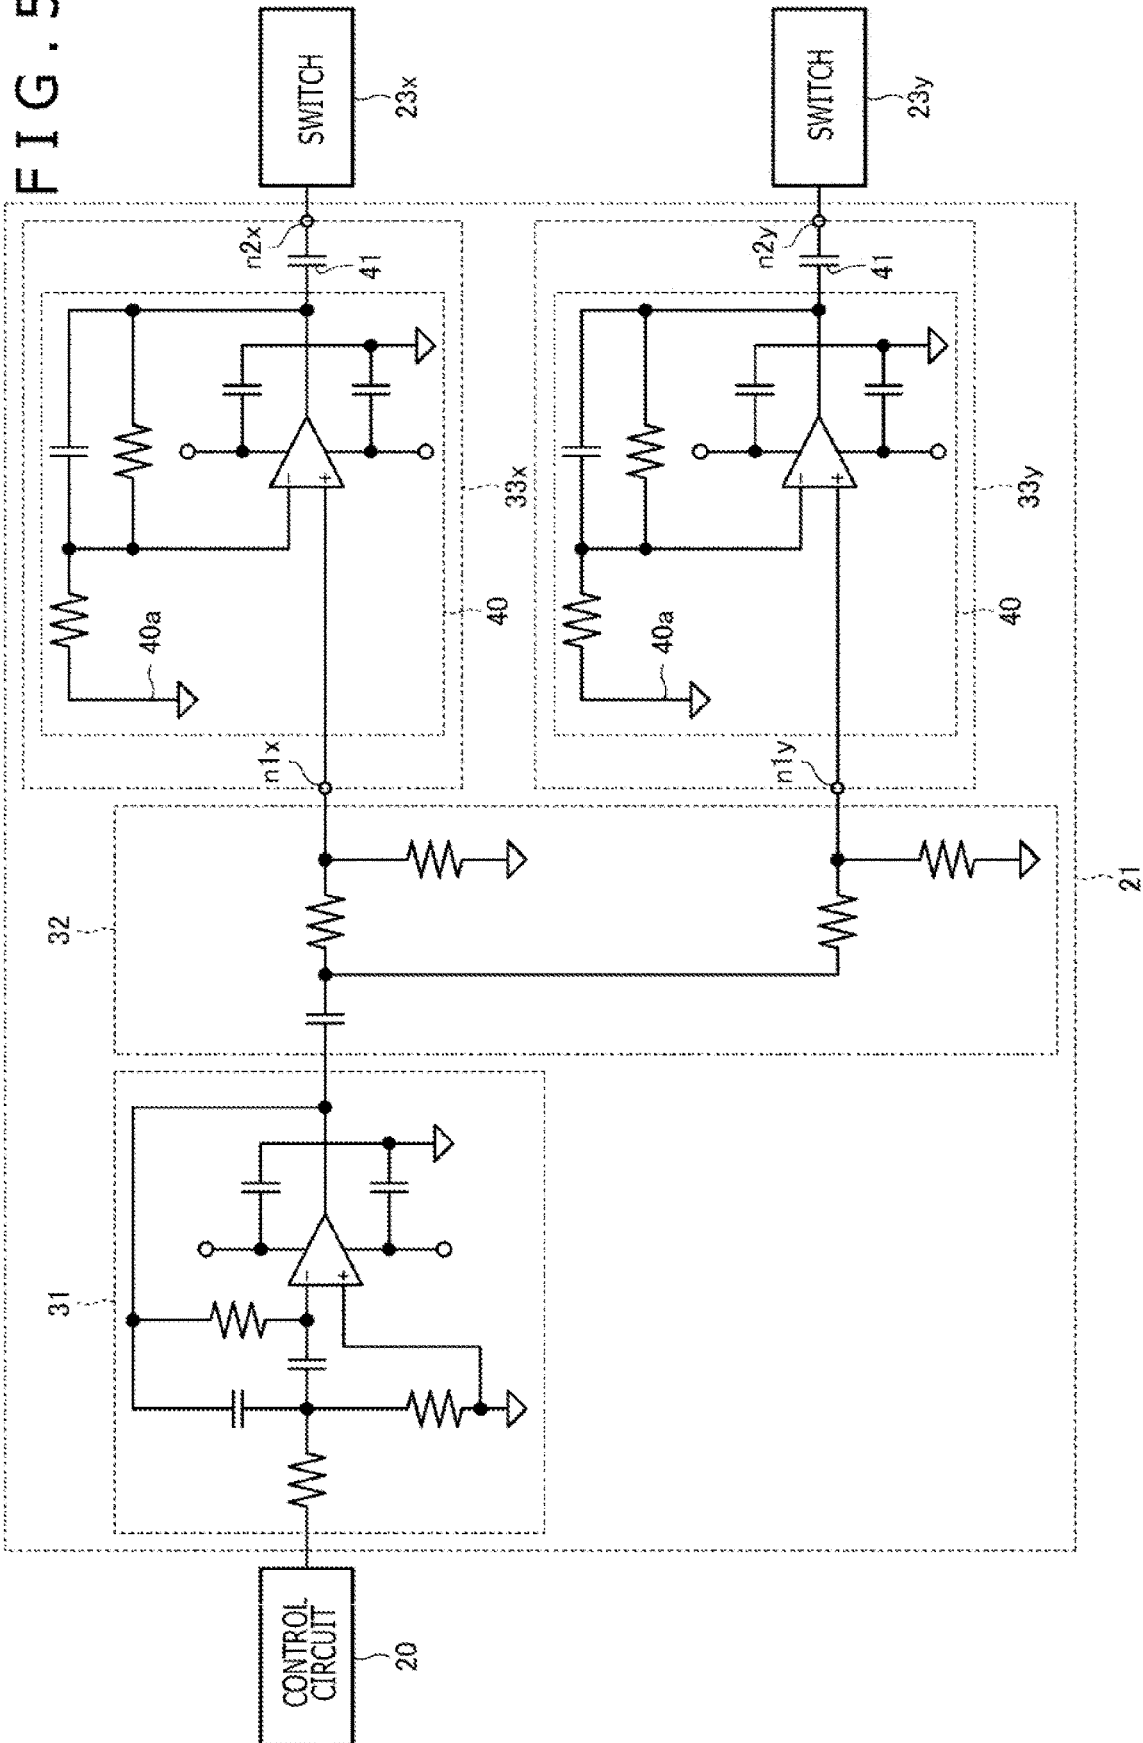 FIG. 5
CONTROL
CIRCUIT
20
31
32
21
n1x
n1y
40a
40
33x
40a
40
33y
41
n2x
41
n2y
SWITCH
23x
SWITCH
23y